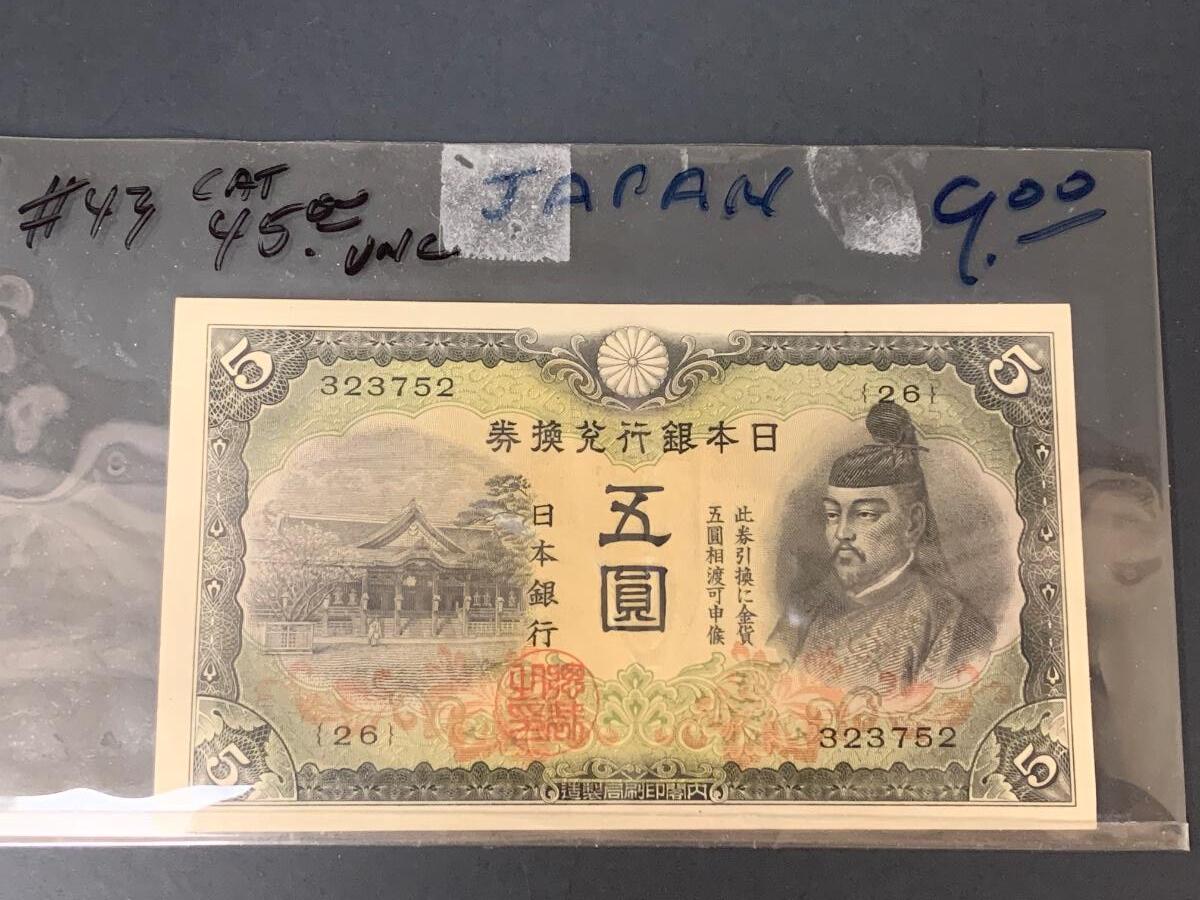 #43 CAT 45.00 UNC
JAPAN
9.00
5
5
323752
{26}
日本銀行兌換券
五圓
日本銀行
此券引換に金貨
五圓相渡可申候
{26}
323752
5
5
内閣印刷局製造